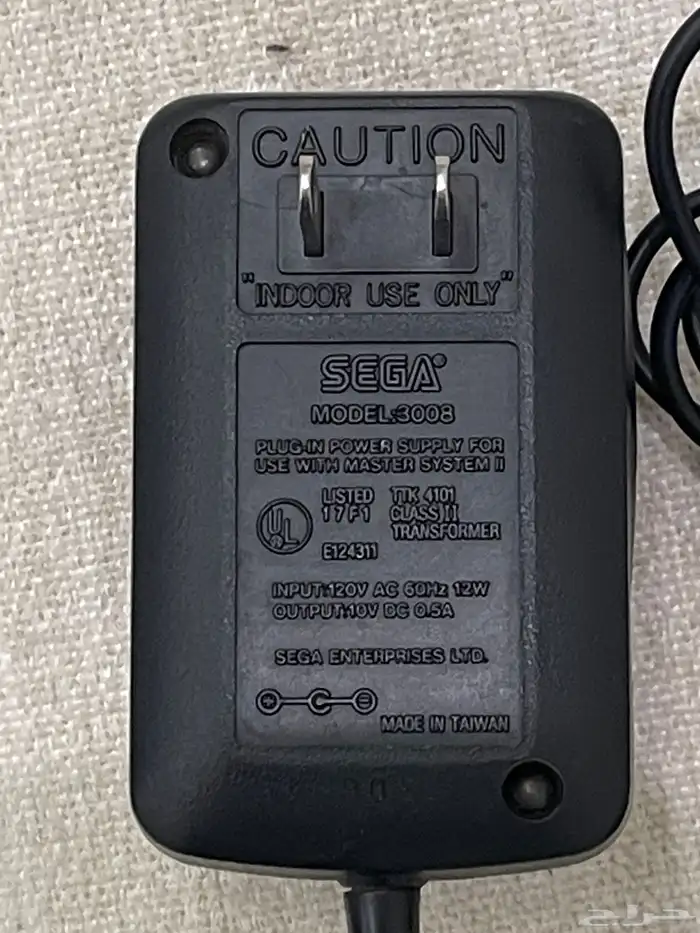 CAUTION
"INDOOR USE ONLY"
SEGA®
MODEL:3008
PLUG-IN POWER SUPPLY FOR
USE WITH MASTER SYSTEM II
UL
LISTED
17F1
E124311
TTK 4101
CLASS II
TRANSFORMER
INPUT:120V AC 60Hz 12W
OUTPUT:10V DC 0.5A
SEGA ENTERPRISES LTD.
MADE IN TAIWAN
حراج